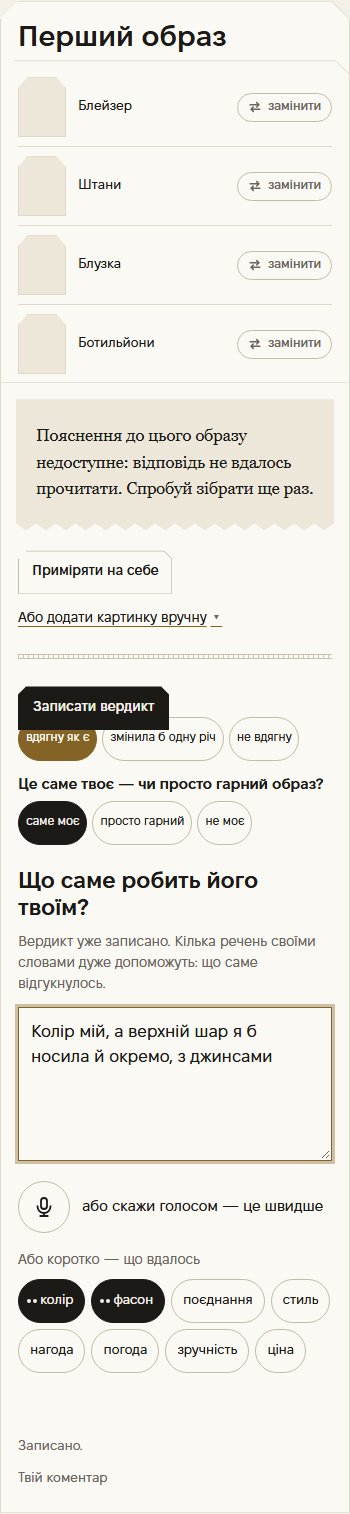 Перший образ
Блейзер
замінити
Штани
замінити
Блузка
замінити
Ботильйони
замінити
Пояснення до цього образу
недоступне: відповідь не вдалось
прочитати. Спробуй зібрати ще раз.
Приміряти на себе
Або додати картинку вручну
Записати вердикт
вдягну як є
змінила б одну річ
не вдягну
Це саме твоє — чи просто гарний образ?
саме моє
просто гарний
не моє
Що саме робить його
твоїм?
Вердикт уже записано. Кілька речень своїми
словами дуже допоможуть: що саме
відгукнулось.
Колір мій, а верхній шар я б
носила й окремо, з джинсами
або скажи голосом — це швидше
Або коротко — що вдалось
колір
фасон
поєднання
стиль
нагода
погода
зручність
ціна
Записано.
Твій коментар